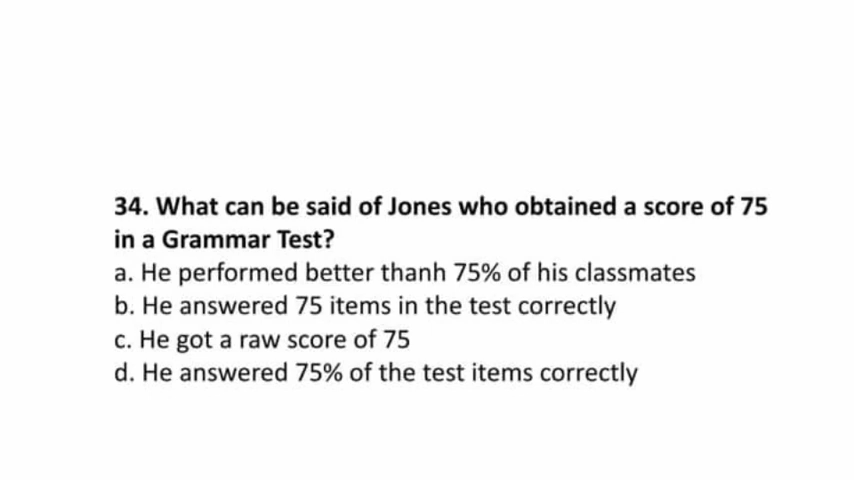 34. What can be said of Jones who obtained a score of 75
in a Grammar Test?
a. He performed better thanh 75% of his classmates
b. He answered 75 items in the test correctly
c. He got a raw score of 75
d. He answered 75% of the test items correctly